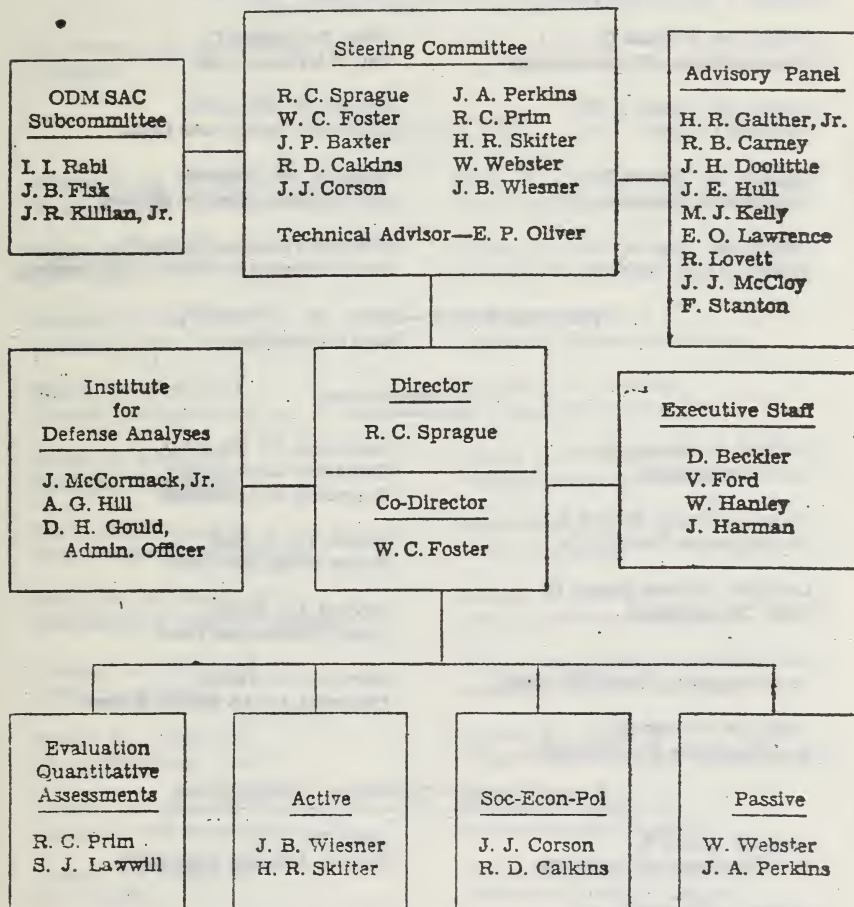 Steering Committee
R. C. Sprague J. A. Perkins
W. C. Foster R. C. Prim
J. P. Baxter H. R. Skifter
R. D. Calkins W. Webster
J. J. Corson J. B. Wiesner
Technical Advisor—E. P. Oliver
ODM SAC
Subcommittee
I. I. Rabi
J. B. Fisk
J. R. Killian, Jr.
Advisory Panel
H. R. Gaither, Jr.
R. B. Carney
J. H. Doolittle
J. E. Hull
M. J. Kelly
E. O. Lawrence
R. Lovett
J. J. McCloy
F. Stanton
Institute
for
Defense Analyses
J. McCormack, Jr.
A. G. Hill
D. H. Gould,
Admin. Officer
Director
R. C. Sprague
Co-Director
W. C. Foster
Executive Staff
D. Beckler
V. Ford
W. Hanley
J. Harman
Evaluation
Quantitative
Assessments
R. C. Prim
S. J. Lawwill
Active
J. B. Wiesner
H. R. Skifter
Soc-Econ-Pol
J. J. Corson
R. D. Calkins
Passive
W. Webster
J. A. Perkins